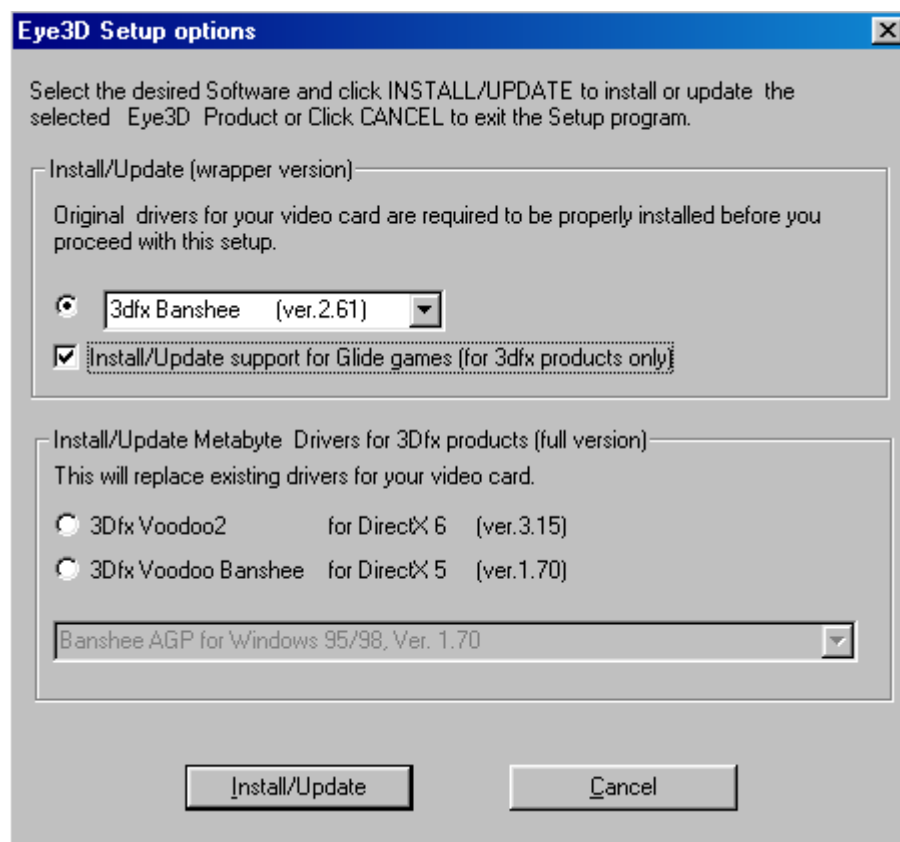 Eye3D Setup options
Select the desired Software and click INSTALL/UPDATE to install or update the
selected Eye3D Product or Click CANCEL to exit the Setup program.
Install/Update (wrapper version)
Original drivers for your video card are required to be properly installed before you
proceed with this setup.
3dfx Banshee (ver.2.61)
Install/Update support for Glide games (for 3dfx products only)
Install/Update Metabyte Drivers for 3Dfx products (full version)
This will replace existing drivers for your video card.
3Dfx Voodoo2 for DirectX 6 (ver.3.15)
3Dfx Voodoo Banshee for DirectX 5 (ver.1.70)
Banshee AGP for Windows 95/98, Ver. 1.70
Install/Update Cancel